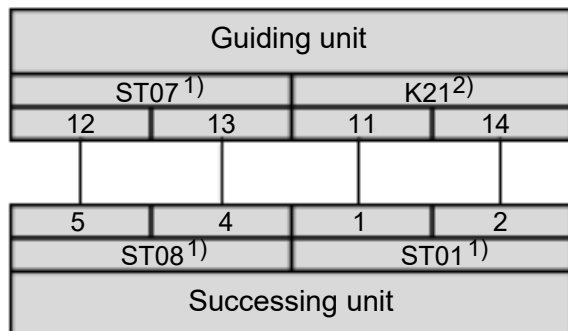 Guiding unit
ST07 1) K21 2)
12 13 11 14
5 4 1 2
ST08 1) ST01 1)
Successing unit